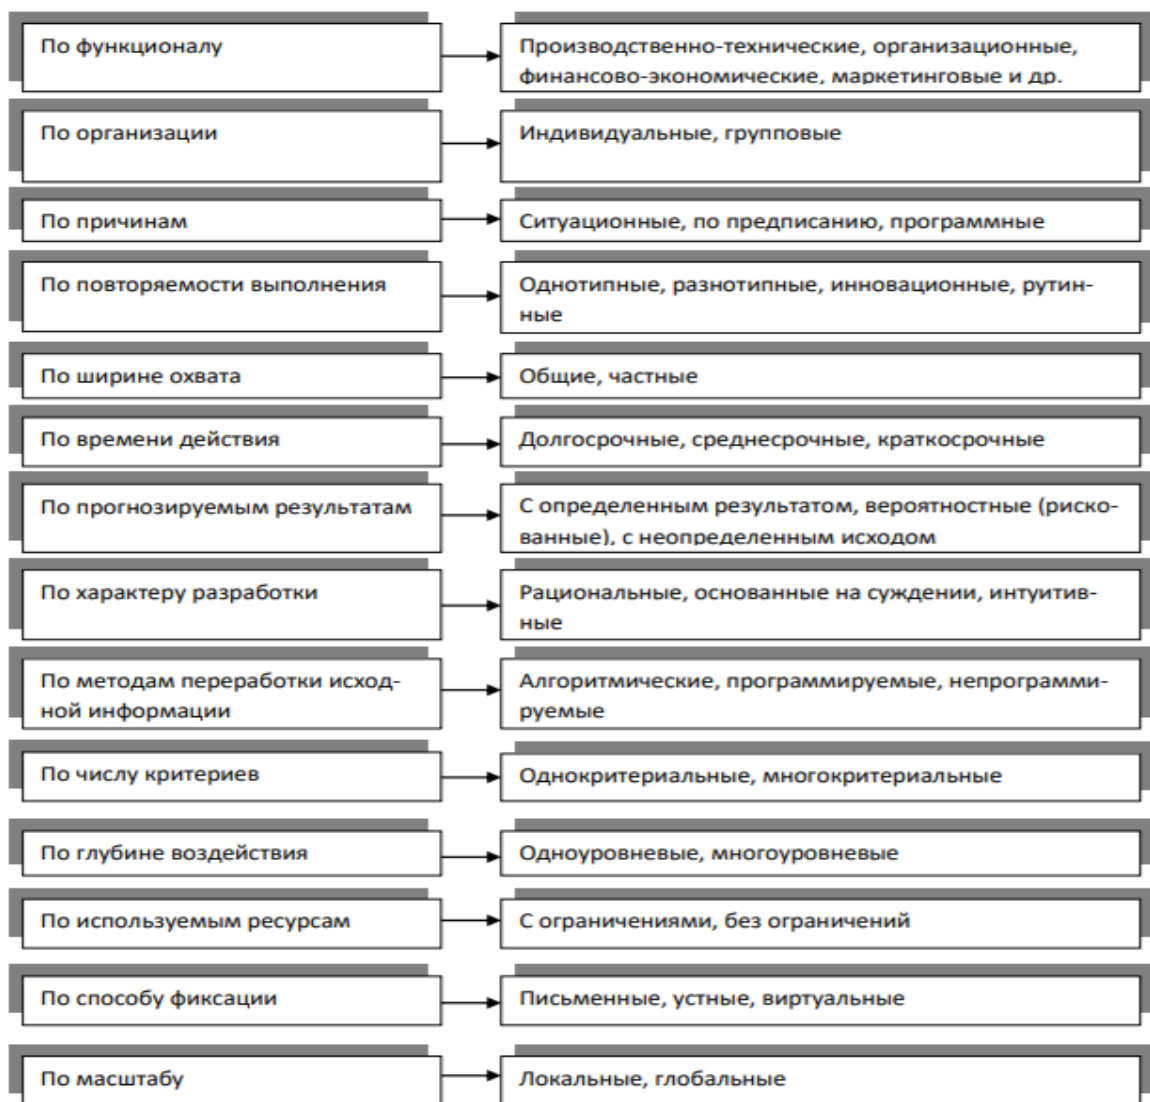 По функционалу
Производственно-технические, организационные,
финансово-экономические, маркетинговые и др.
По организации
Индивидуальные, групповые
По причинам
Ситуационные, по предписанию, программные
По повторяемости выполнения
Однотипные, разнотипные, инновационные, рутин-
ные
По ширине охвата
Общие, частные
По времени действия
Долгосрочные, среднесрочные, краткосрочные
По прогнозируемым результатам
С определенным результатом, вероятностные (риско-
ванные), с неопределенным исходом
По характеру разработки
Рациональные, основанные на суждении, интуитив-
ные
По методам переработки исход-
ной информации
Алгоритмические, программируемые, непрограмми-
руемые
По числу критериев
Однокритериальные, многокритериальные
По глубине воздействия
Одноуровневые, многоуровневые
По используемым ресурсам
С ограничениями, без ограничений
По способу фиксации
Письменные, устные, виртуальные
По масштабу
Локальные, глобальные